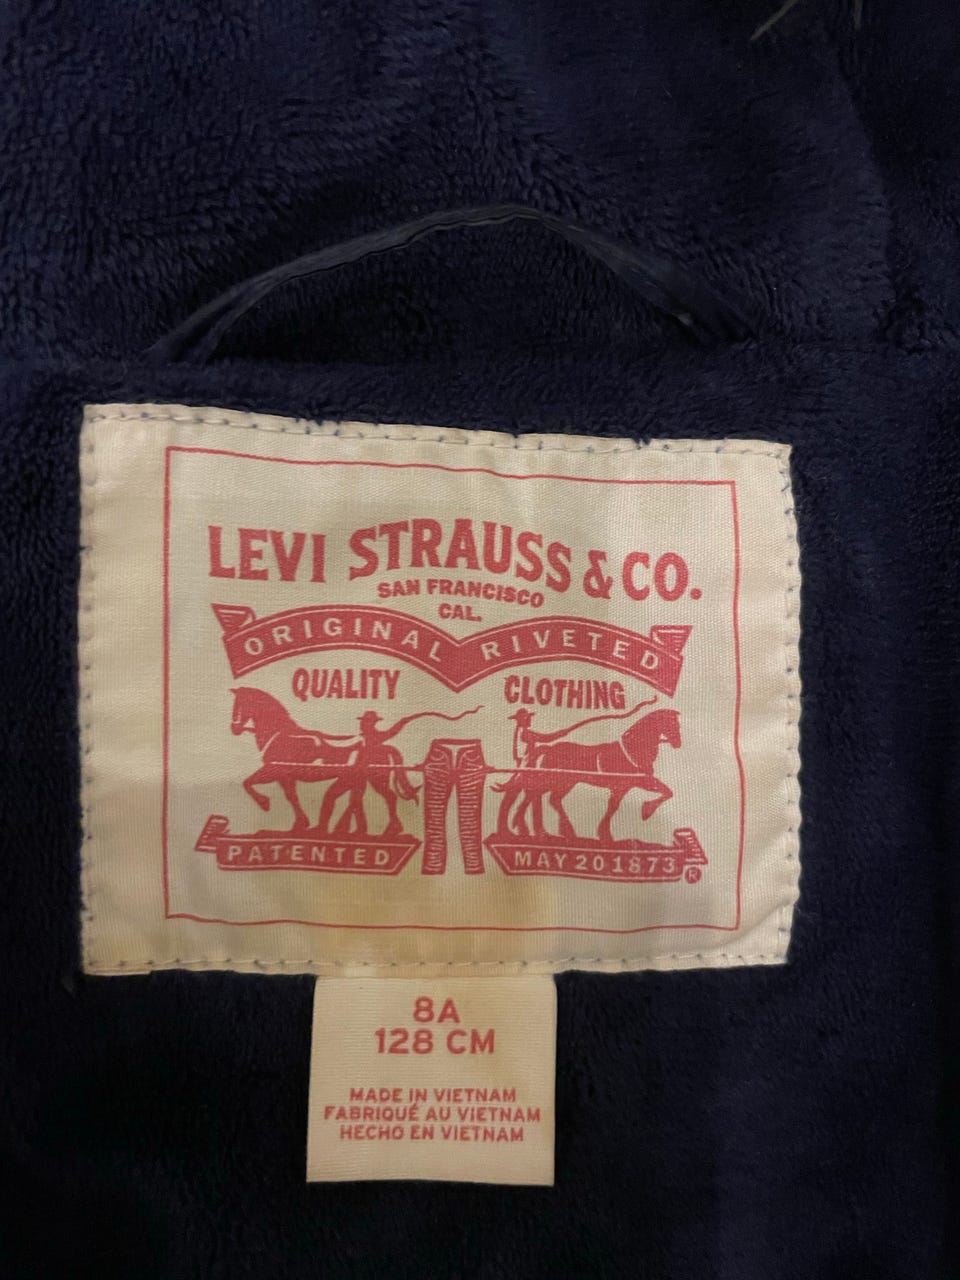 LEVI STRAUSS & CO.
SAN FRANCISCO
CAL.
ORIGINAL RIVETED
QUALITY CLOTHING
PATENTED MAY 20 1873 ®
8A
128 CM
MADE IN VIETNAM
FABRIQUÉ AU VIETNAM
HECHO EN VIETNAM